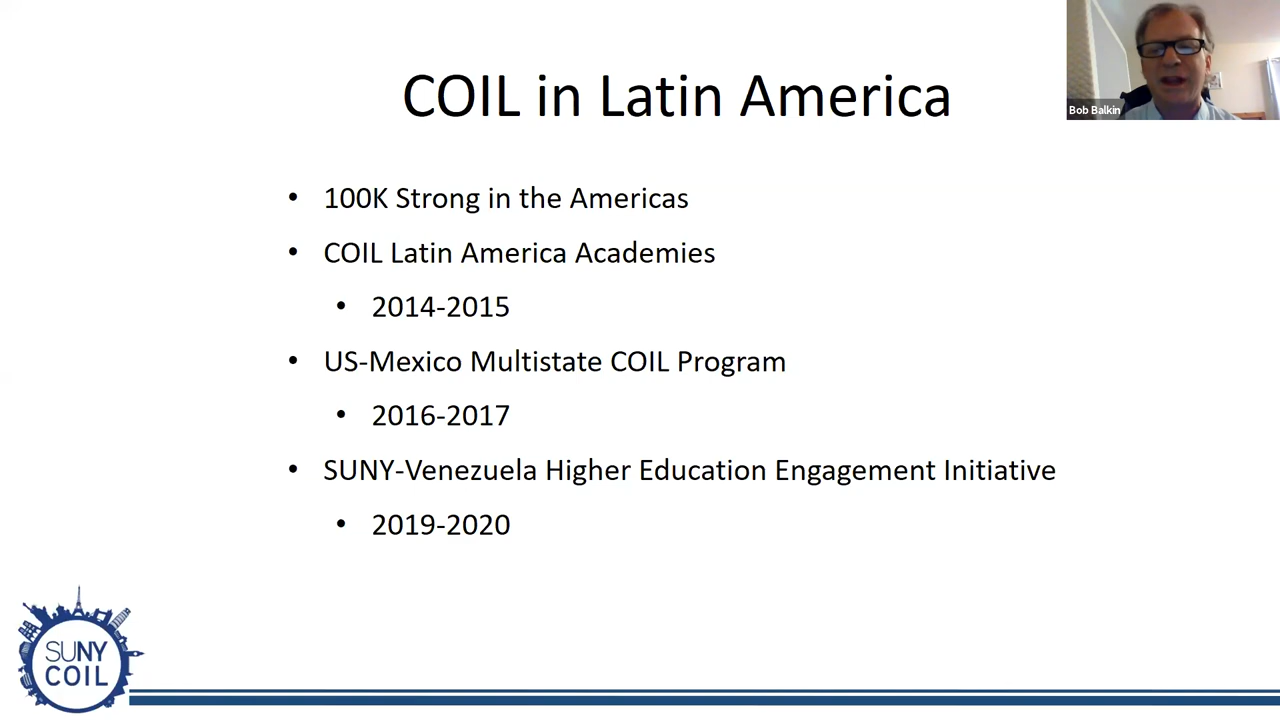 COIL in Latin America
Bob Balkin
• 100K Strong in the Americas
• COIL Latin America Academies
• 2014-2015
• US-Mexico Multistate COIL Program
• 2016-2017
• SUNY-Venezuela Higher Education Engagement Initiative
• 2019-2020
SUNY
COIL